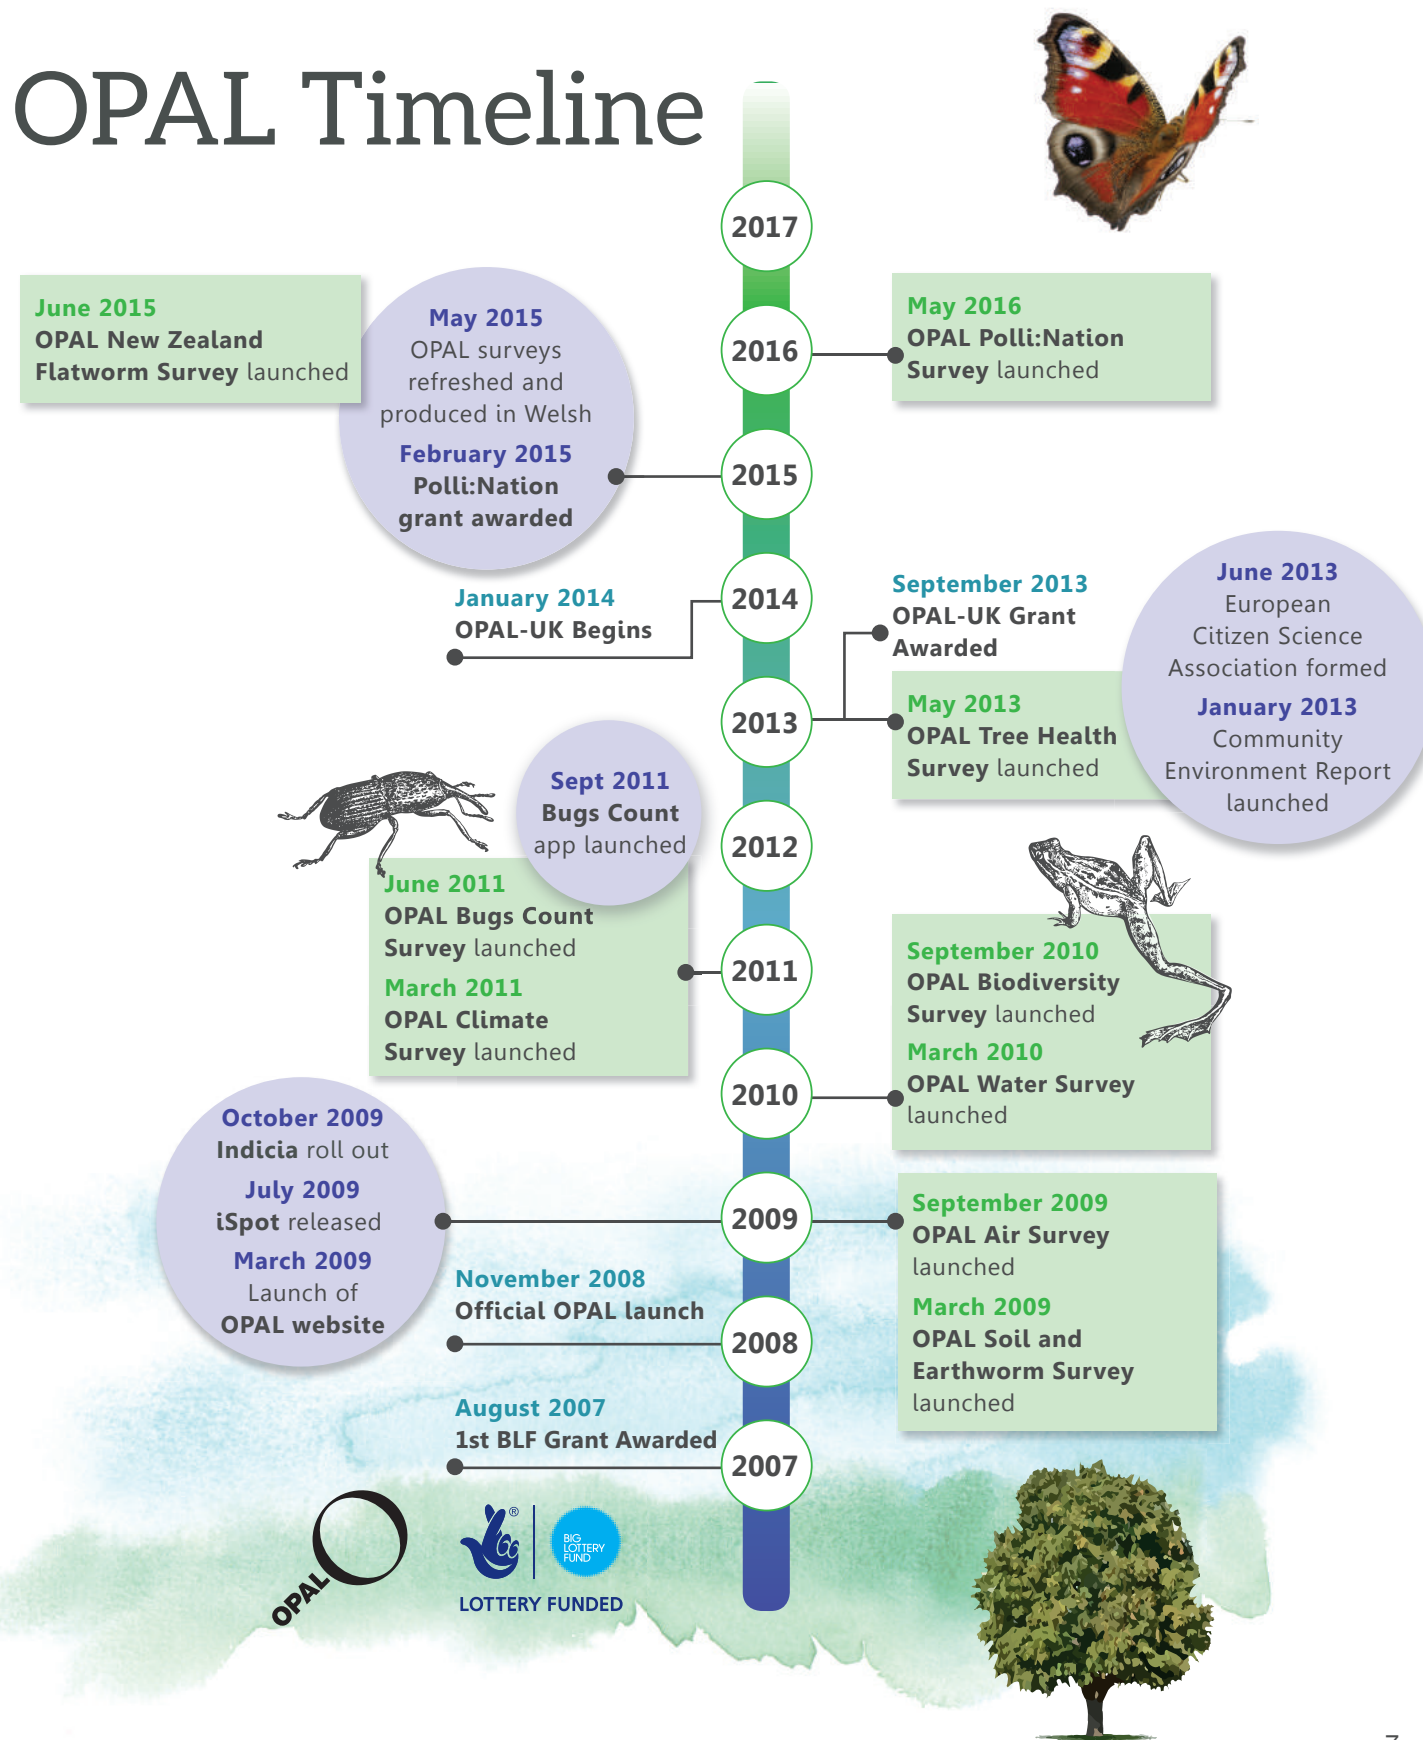 OPAL Timeline
2017
June 2015
OPAL New Zealand
Flatworm Survey launched
May 2015
OPAL surveys
refreshed and
produced in Welsh
February 2015
Polli:Nation
grant awarded
2016
May 2016
OPAL Polli:Nation
Survey launched
2015
January 2014
OPAL-UK Begins
2014
September 2013
OPAL-UK Grant
Awarded
June 2013
European
Citizen Science
Association formed
January 2013
Community
Environment Report
launched
2013
May 2013
OPAL Tree Health
Survey launched
Sept 2011
Bugs Count
app launched
2012
June 2011
OPAL Bugs Count
Survey launched
March 2011
OPAL Climate
Survey launched
2011
September 2010
OPAL Biodiversity
Survey launched
March 2010
OPAL Water Survey
launched
2010
October 2009
Indicia roll out
July 2009
iSpot released
March 2009
Launch of
OPAL website
2009
September 2009
OPAL Air Survey
launched
March 2009
OPAL Soil and
Earthworm Survey
launched
November 2008
Official OPAL launch
2008
August 2007
1st BLF Grant Awarded
2007
OPAL
®
BIG
LOTTERY
FUND
LOTTERY FUNDED